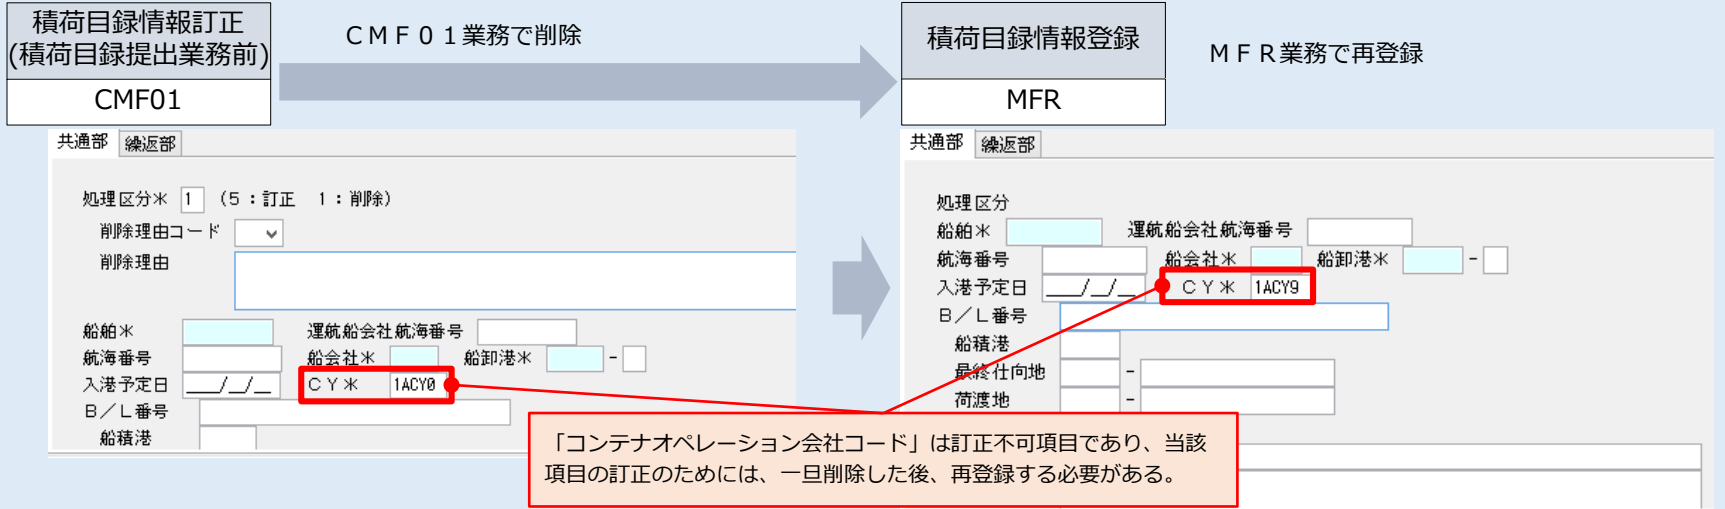 積荷目録情報訂正
(積荷目録提出業務前)
CMF01
ＣＭＦ０１業務で削除
積荷目録情報登録
MFR
ＭＦＲ業務で再登録
共通部 繰返部
処理区分＊ 1 （５：訂正　１：削除）
削除理由コード
削除理由
船舶＊ 運航船会社航海番号
航海番号 船会社＊ 船卸港＊ -
入港予定日 ___/_/_ ＣＹ＊ 1ACY0
Ｂ／Ｌ番号
船積港
共通部 繰返部
処理区分
船舶＊ 運航船会社航海番号
航海番号 船会社＊ 船卸港＊ -
入港予定日 ___/_/_ ＣＹ＊ 1ACY9
Ｂ／Ｌ番号
船積港
最終仕向地 -
荷渡地 -
「コンテナオペレーション会社コード」は訂正不可項目であり、当該
項目の訂正のためには、一旦削除した後、再登録する必要がある。